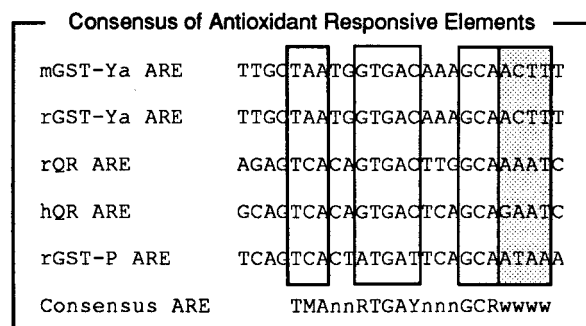 Consensus of Antioxidant Responsive Elements
mGST-Ya ARE TTGCTAATGGTGACAAAGCAACTTT
rGST-Ya ARE TTGCTAATGGTGACAAAGCAACTTT
rQR ARE AGAGTCACAGTGACTTGGCAAAATC
hQR ARE GCAGTCACAGTGACTCAGCAGAATC
rGST-P ARE TCAGTCACTATGATTCAGCAATAAA
Consensus ARE TMAnnRTGAYnnnGCRwwww